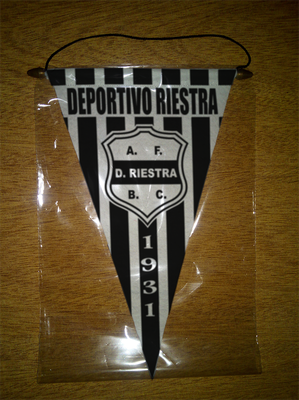 DEPORTIVO RIESTRA
A. F.
D. RIESTRA
B. C.
1931